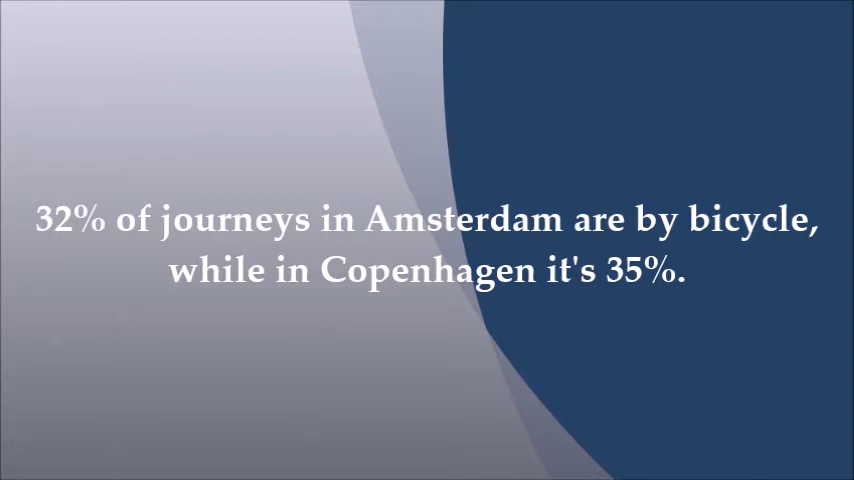 32% of journeys in Amsterdam are by bicycle,
while in Copenhagen it's 35%.